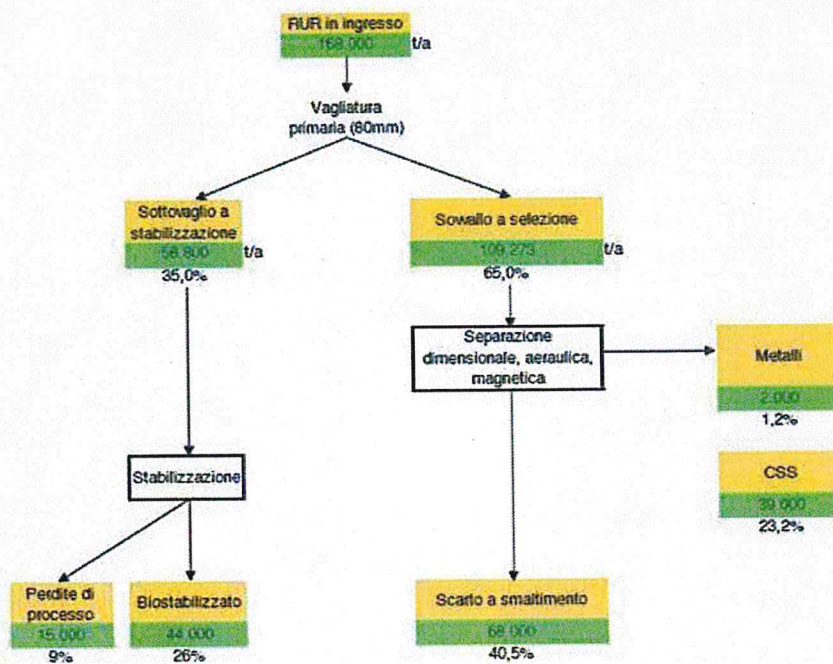 RUR in ingresso
168.000 t/a
Vagliatura
primaria (80mm)
Sottovaglio a
stabilizzazione
58.800 t/a
35,0%
Sovvallo a selezione
109.273 t/a
65,0%
Separazione
dimensionale, aeraulica,
magnetica
Metalli
2.000
1,2%
CSS
39.000
23,2%
Stabilizzazione
Perdite di
processo
15.000
9%
Biostabilizzato
44.000
26%
Scarto a smaltimento
68.000
40,5%